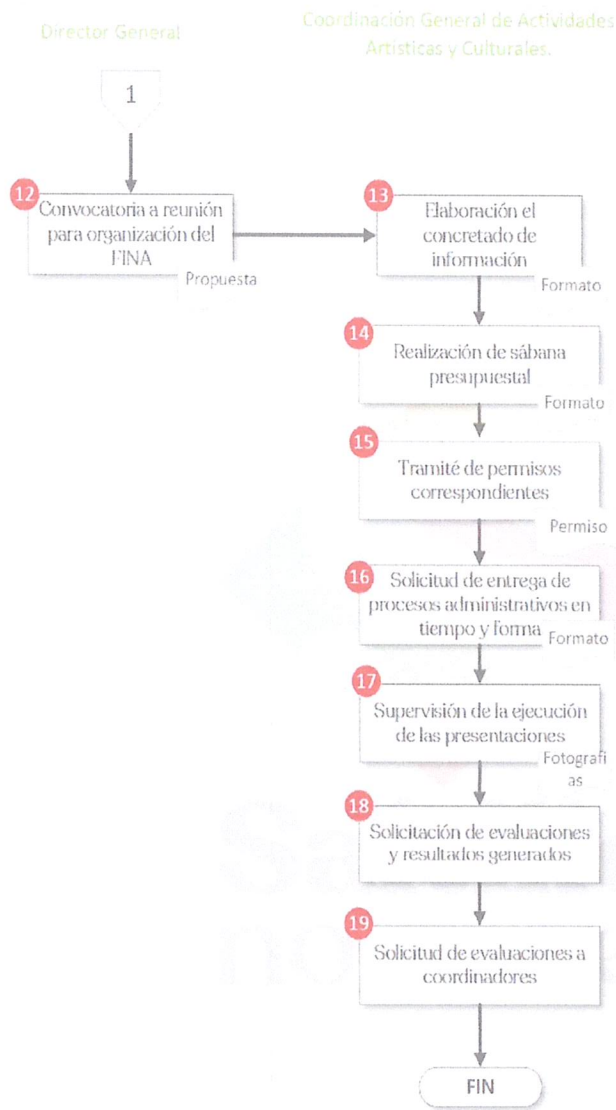 Director General
Coordinación General de Actividades
Artísticas y Culturales.
1
12
Convocatoria a reunión
para organización del
FINA
Propuesta
13
Elaboración el
concretado de
información
Formato
14
Realización de sábana
presupuestal
Formato
15
Tramité de permisos
correspondientes
Permiso
16
Solicitud de entrega de
procesos administrativos en
tiempo y forma
Formato
17
Supervisión de la ejecución
de las presentaciones
Fotografi
as
18
Solicitación de evaluaciones
y resultados generados
19
Solicitud de evaluaciones a
coordinadores
FIN